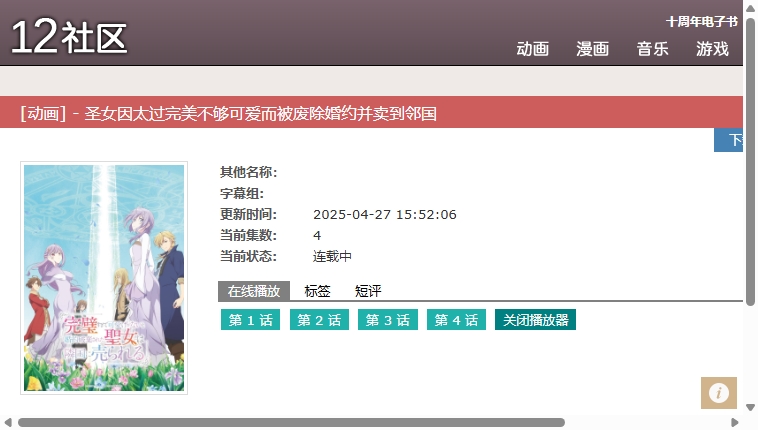 12社区
十周年电子书
动画 漫画 音乐 游戏
[动画] - 圣女因太过完美不够可爱而被废除婚约并卖到邻国
下
其他名称:
字幕组:
更新时间: 2025-04-27 15:52:06
当前集数: 4
当前状态: 连载中
在线播放 标签 短评
第 1 话 第 2 话 第 3 话 第 4 话 关闭播放器
完璧
聖女
売られる
i